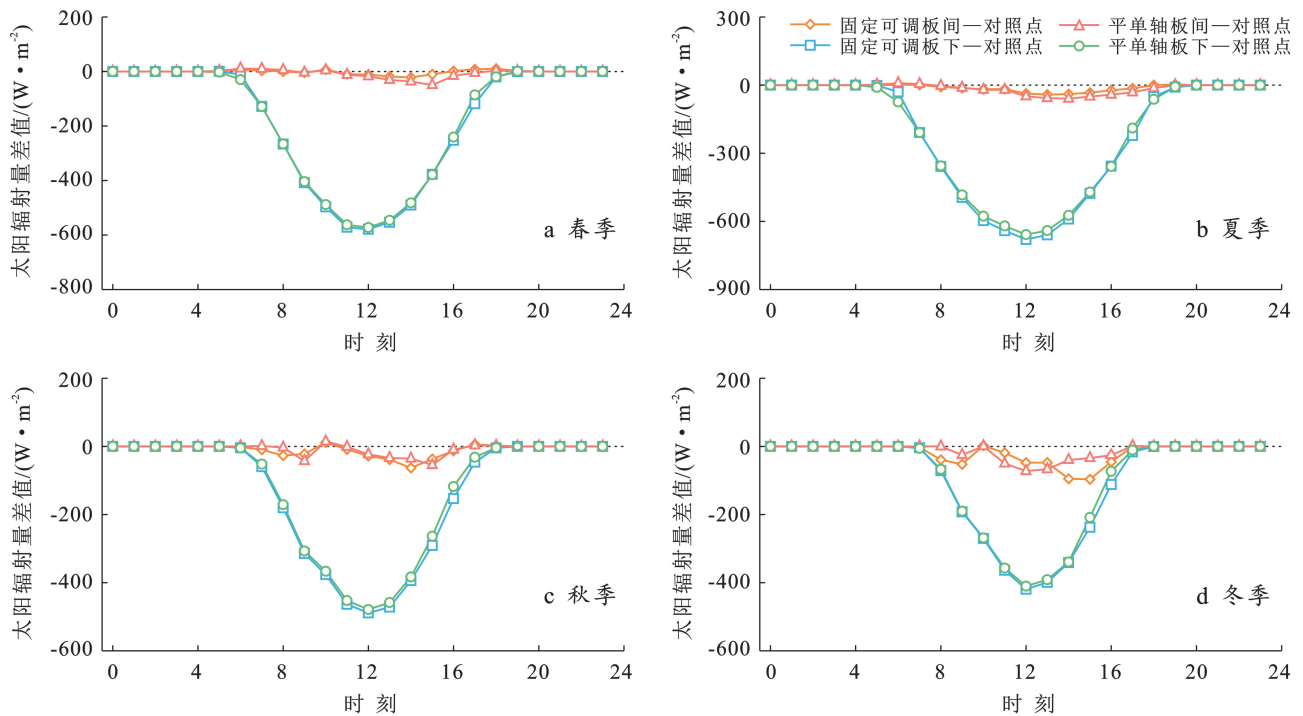 太阳辐射量差值/(W·m-2)
200
0
-200
-400
-600
-800
a 春季
0 4 8 12 16 20 24
时 刻
太阳辐射量差值/(W·m-2)
300
0
-300
-600
-900
固定可调板间—对照点 平单轴板间—对照点
固定可调板下—对照点 平单轴板下—对照点
b 夏季
0 4 8 12 16 20 24
时 刻
太阳辐射量差值/(W·m-2)
200
0
-200
-400
-600
c 秋季
0 4 8 12 16 20 24
时 刻
太阳辐射量差值/(W·m-2)
200
0
-200
-400
-600
d 冬季
0 4 8 12 16 20 24
时 刻